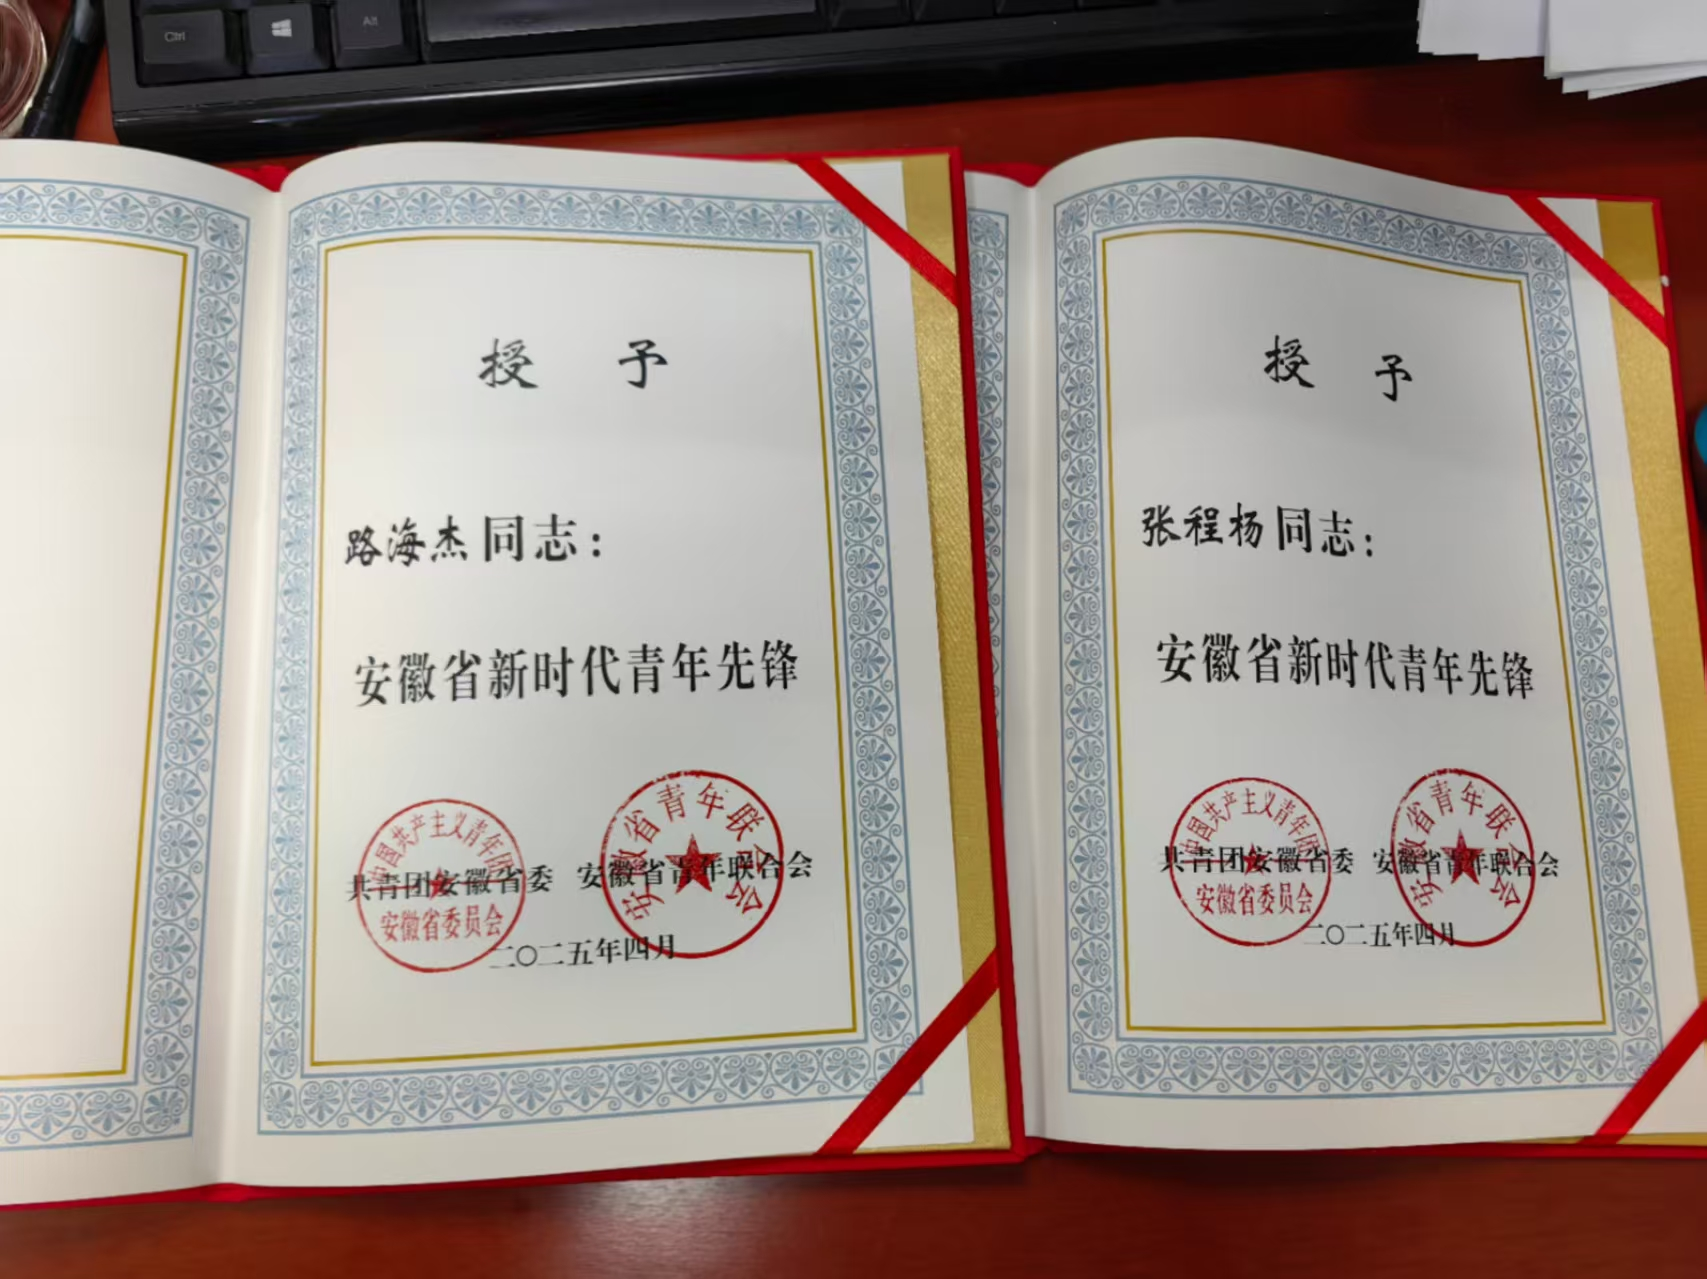 Ctrl
Alt
授 予
路海杰同志：
安徽省新时代青年先锋
共青团安徽省委 安徽省青年联合会
二〇二五年四月
中国共产主义青年团
安徽省委员会
安徽省青年联合会
授 予
张程杨同志：
安徽省新时代青年先锋
共青团安徽省委 安徽省青年联合会
二〇二五年四月
中国共产主义青年团
安徽省委员会
安徽省青年联合会